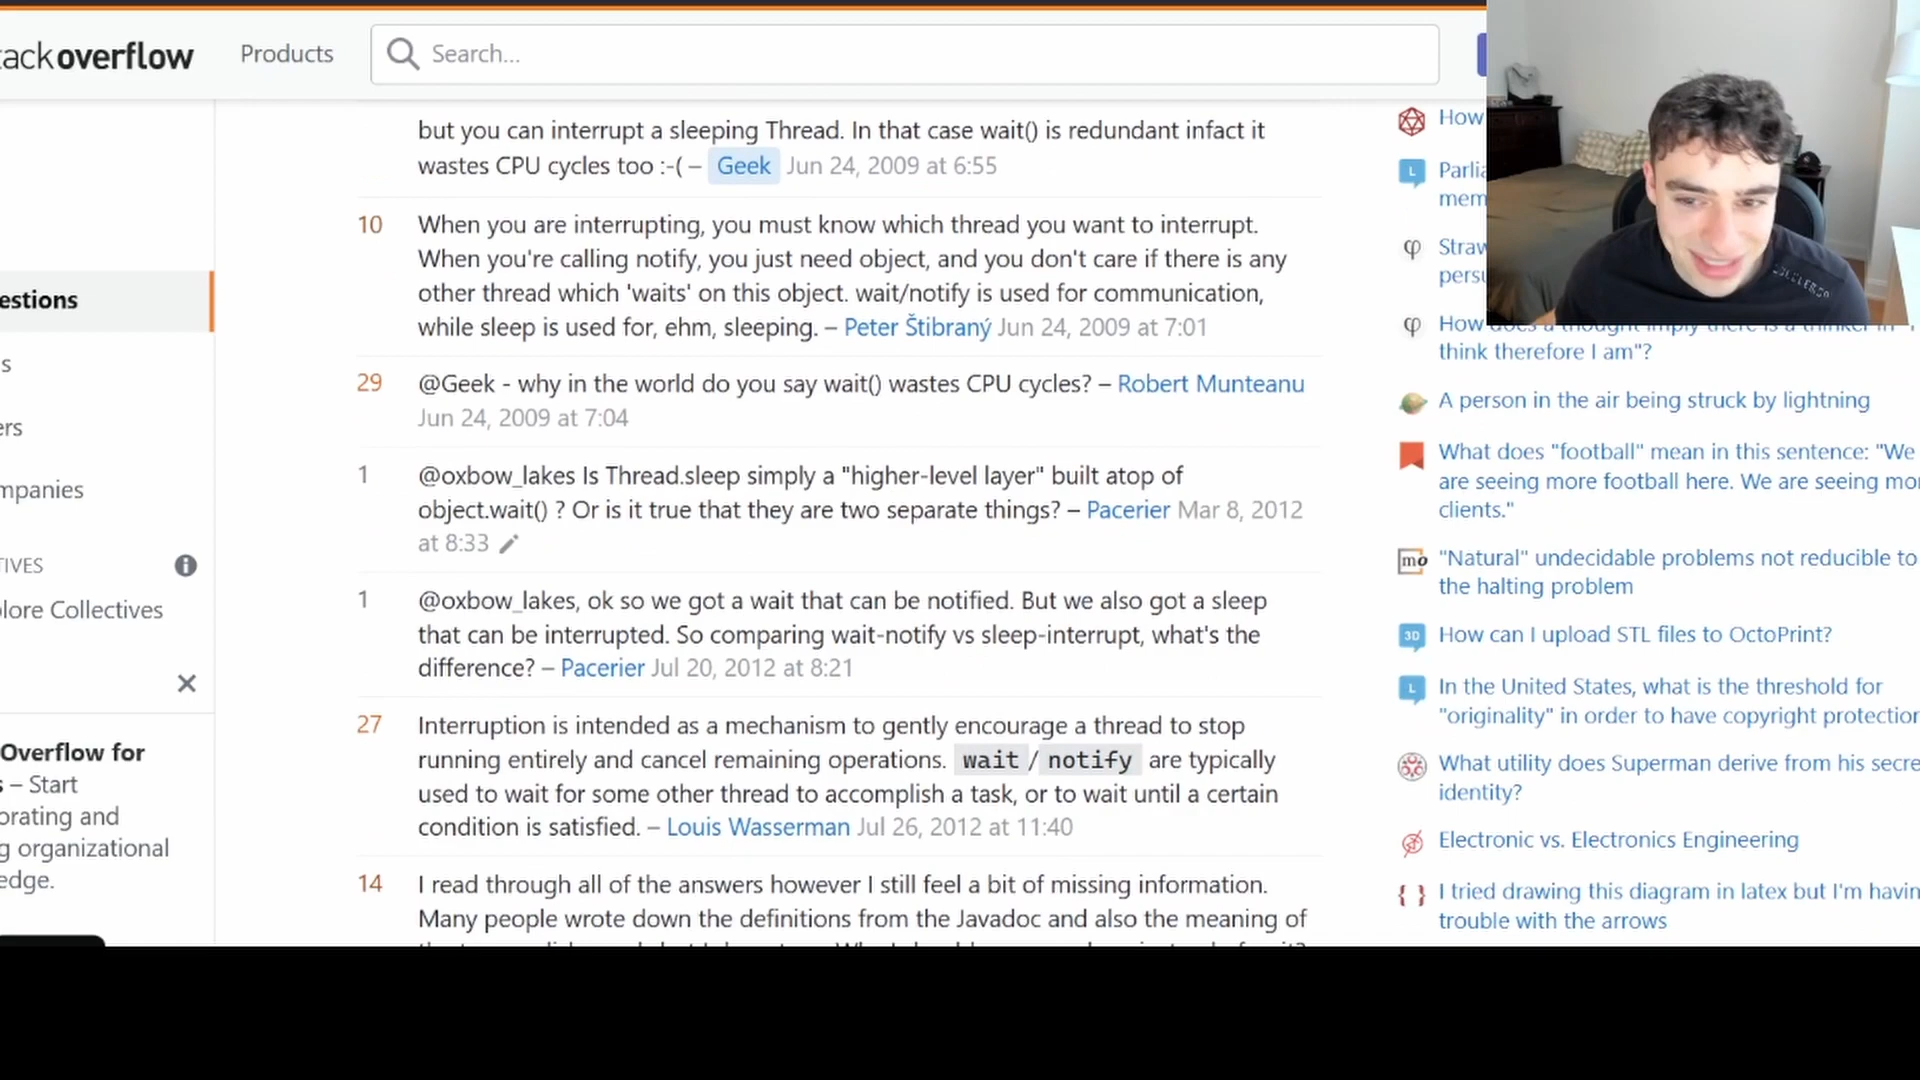 tackoverflow
Products
Search...
but you can interrupt a sleeping Thread. In that case wait() is redundant infact it
wastes CPU cycles too :-( – Geek Jun 24, 2009 at 6:55
10 When you are interrupting, you must know which thread you want to interrupt.
When you're calling notify, you just need object, and you don't care if there is any
other thread which 'waits' on this object. wait/notify is used for communication,
while sleep is used for, ehm, sleeping. – Peter Štibraný Jun 24, 2009 at 7:01
29 @Geek - why in the world do you say wait() wastes CPU cycles? – Robert Munteanu
Jun 24, 2009 at 7:04
1 @oxbow_lakes Is Thread.sleep simply a "higher-level layer" built atop of
object.wait() ? Or is it true that they are two separate things? – Pacerier Mar 8, 2012
at 8:33
1 @oxbow_lakes, ok so we got a wait that can be notified. But we also got a sleep
that can be interrupted. So comparing wait-notify vs sleep-interrupt, what's the
difference? – Pacerier Jul 20, 2012 at 8:21
27 Interruption is intended as a mechanism to gently encourage a thread to stop
running entirely and cancel remaining operations. wait / notify are typically
used to wait for some other thread to accomplish a task, or to wait until a certain
condition is satisfied. – Louis Wasserman Jul 26, 2012 at 11:40
14 I read through all of the answers however I still feel a bit of missing information.
Many people wrote down the definitions from the Javadoc and also the meaning of
estions
s
ers
mpanies
TIVES
plore Collectives
Overflow for
s – Start
orating and
g organizational
edge.
How
Parlia
mem
Straw
persu
How does a thought imply there is a thinker in "I
think therefore I am"?
A person in the air being struck by lightning
What does "football" mean in this sentence: "We
are seeing more football here. We are seeing mor
clients."
"Natural" undecidable problems not reducible to
the halting problem
How can I upload STL files to OctoPrint?
In the United States, what is the threshold for
"originality" in order to have copyright protection
What utility does Superman derive from his secre
identity?
Electronic vs. Electronics Engineering
I tried drawing this diagram in latex but I'm havin
trouble with the arrows